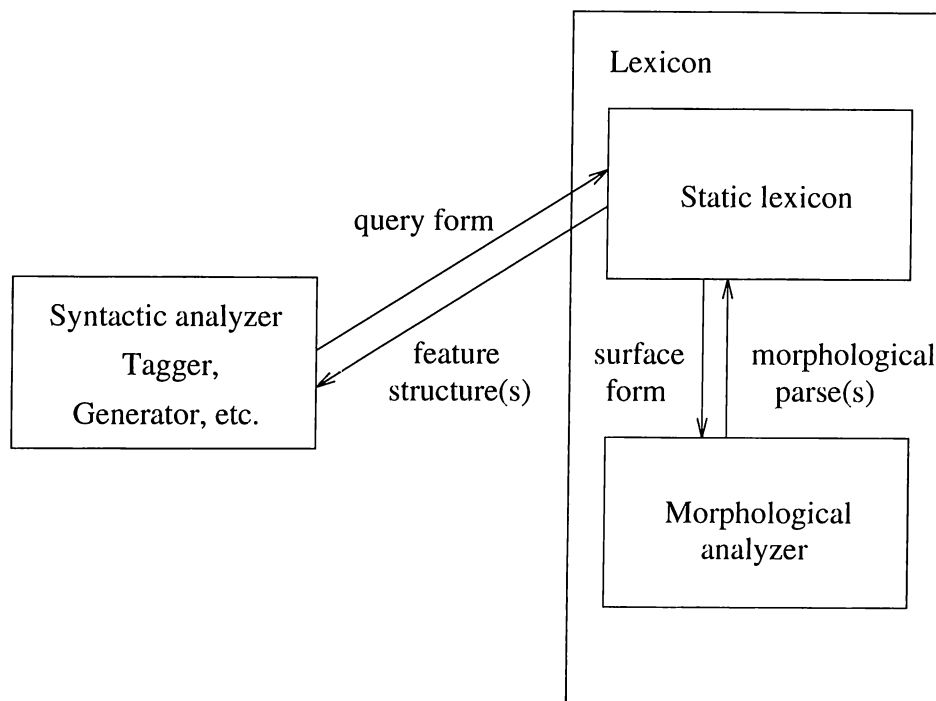 Lexicon
Static lexicon
query form
Syntactic analyzer
Tagger,
Generator, etc.
feature
structure(s)
surface
form
morphological
parse(s)
Morphological
analyzer